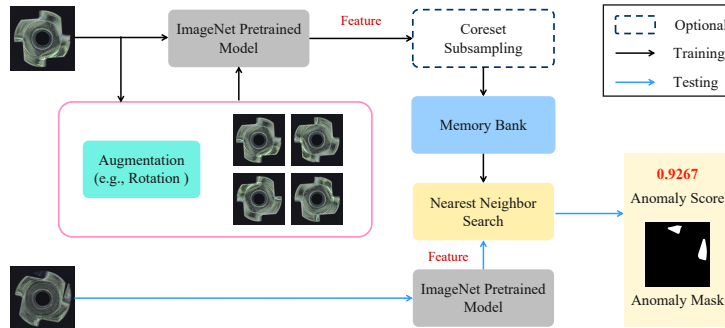 ImageNet Pretrained
Model
Feature
Coreset
Subsampling
Optional
Training
Testing
Augmentation
(e.g., Rotation )
Memory Bank
Nearest Neighbor
Search
0.9267
Anomaly Score
Feature
ImageNet Pretrained
Model
Anomaly Mask